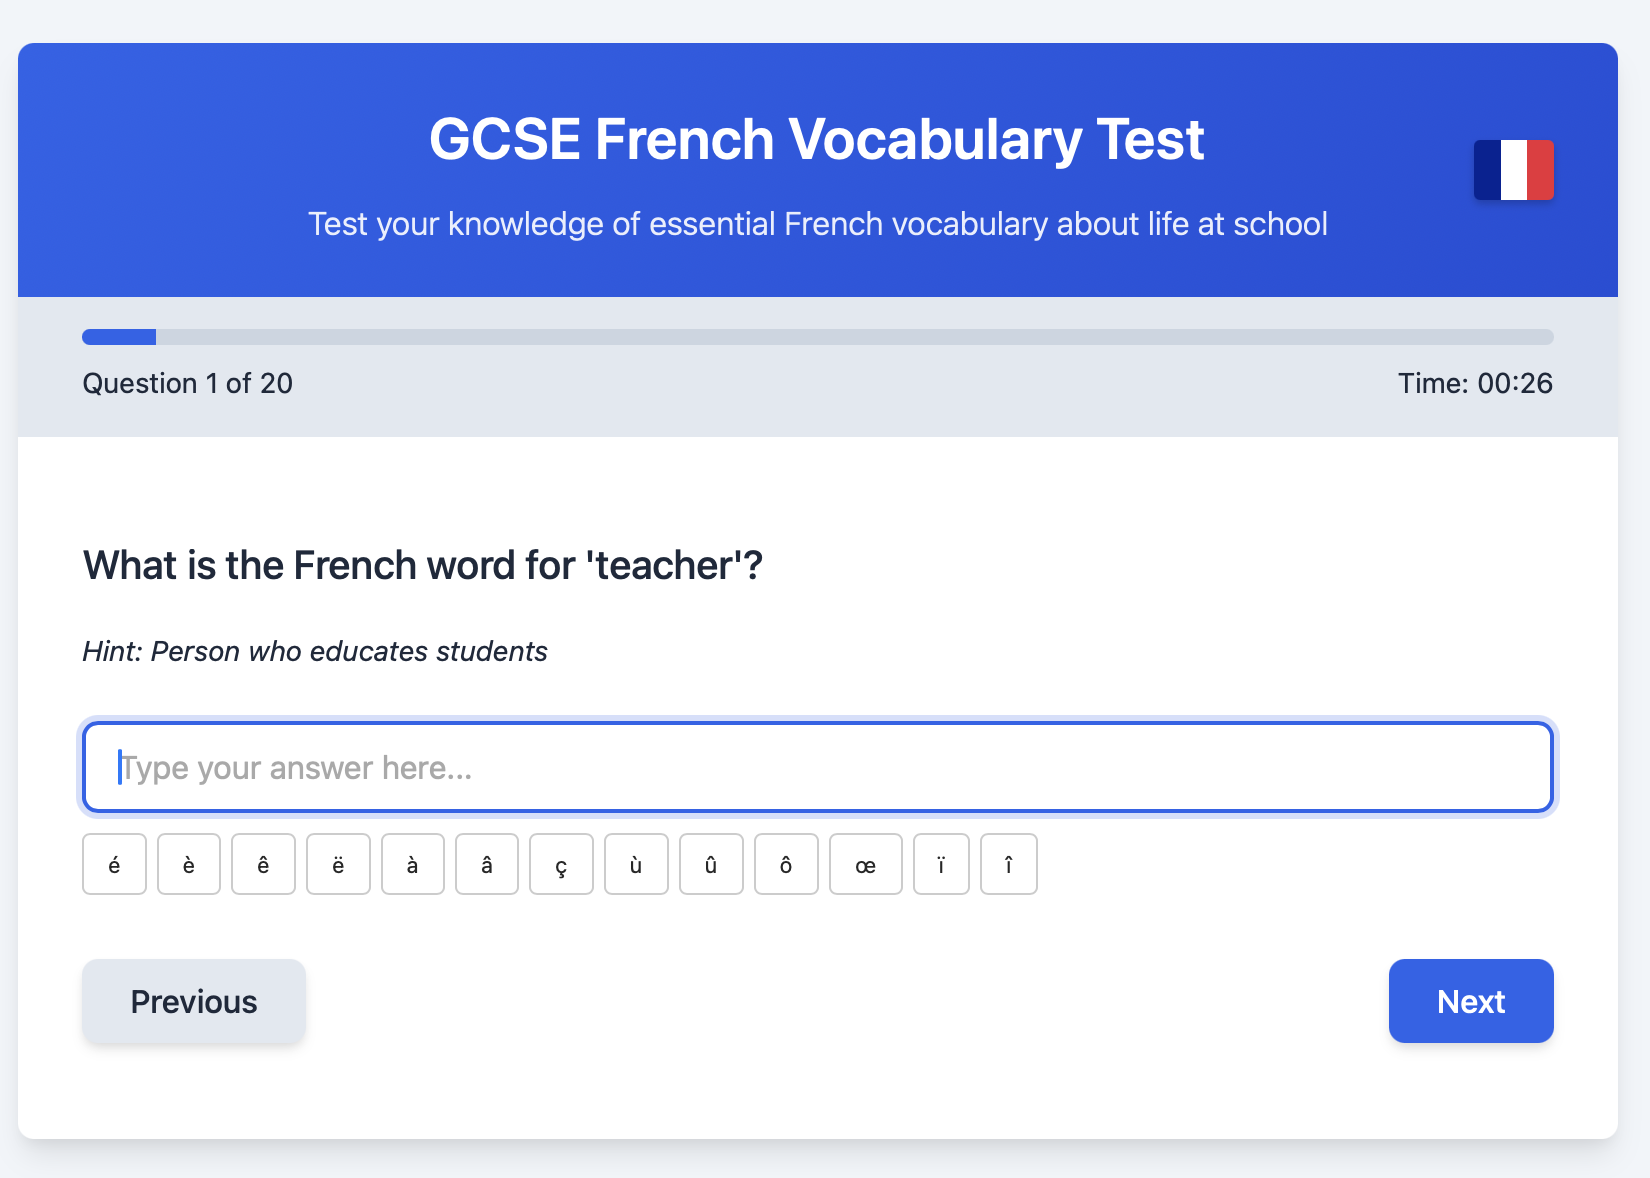 GCSE French Vocabulary Test
Test your knowledge of essential French vocabulary about life at school
Question 1 of 20
Time: 00:26
What is the French word for 'teacher'?
Hint: Person who educates students
Type your answer here...
é è ê ë à â ç ù û ô œ ï î
Previous
Next